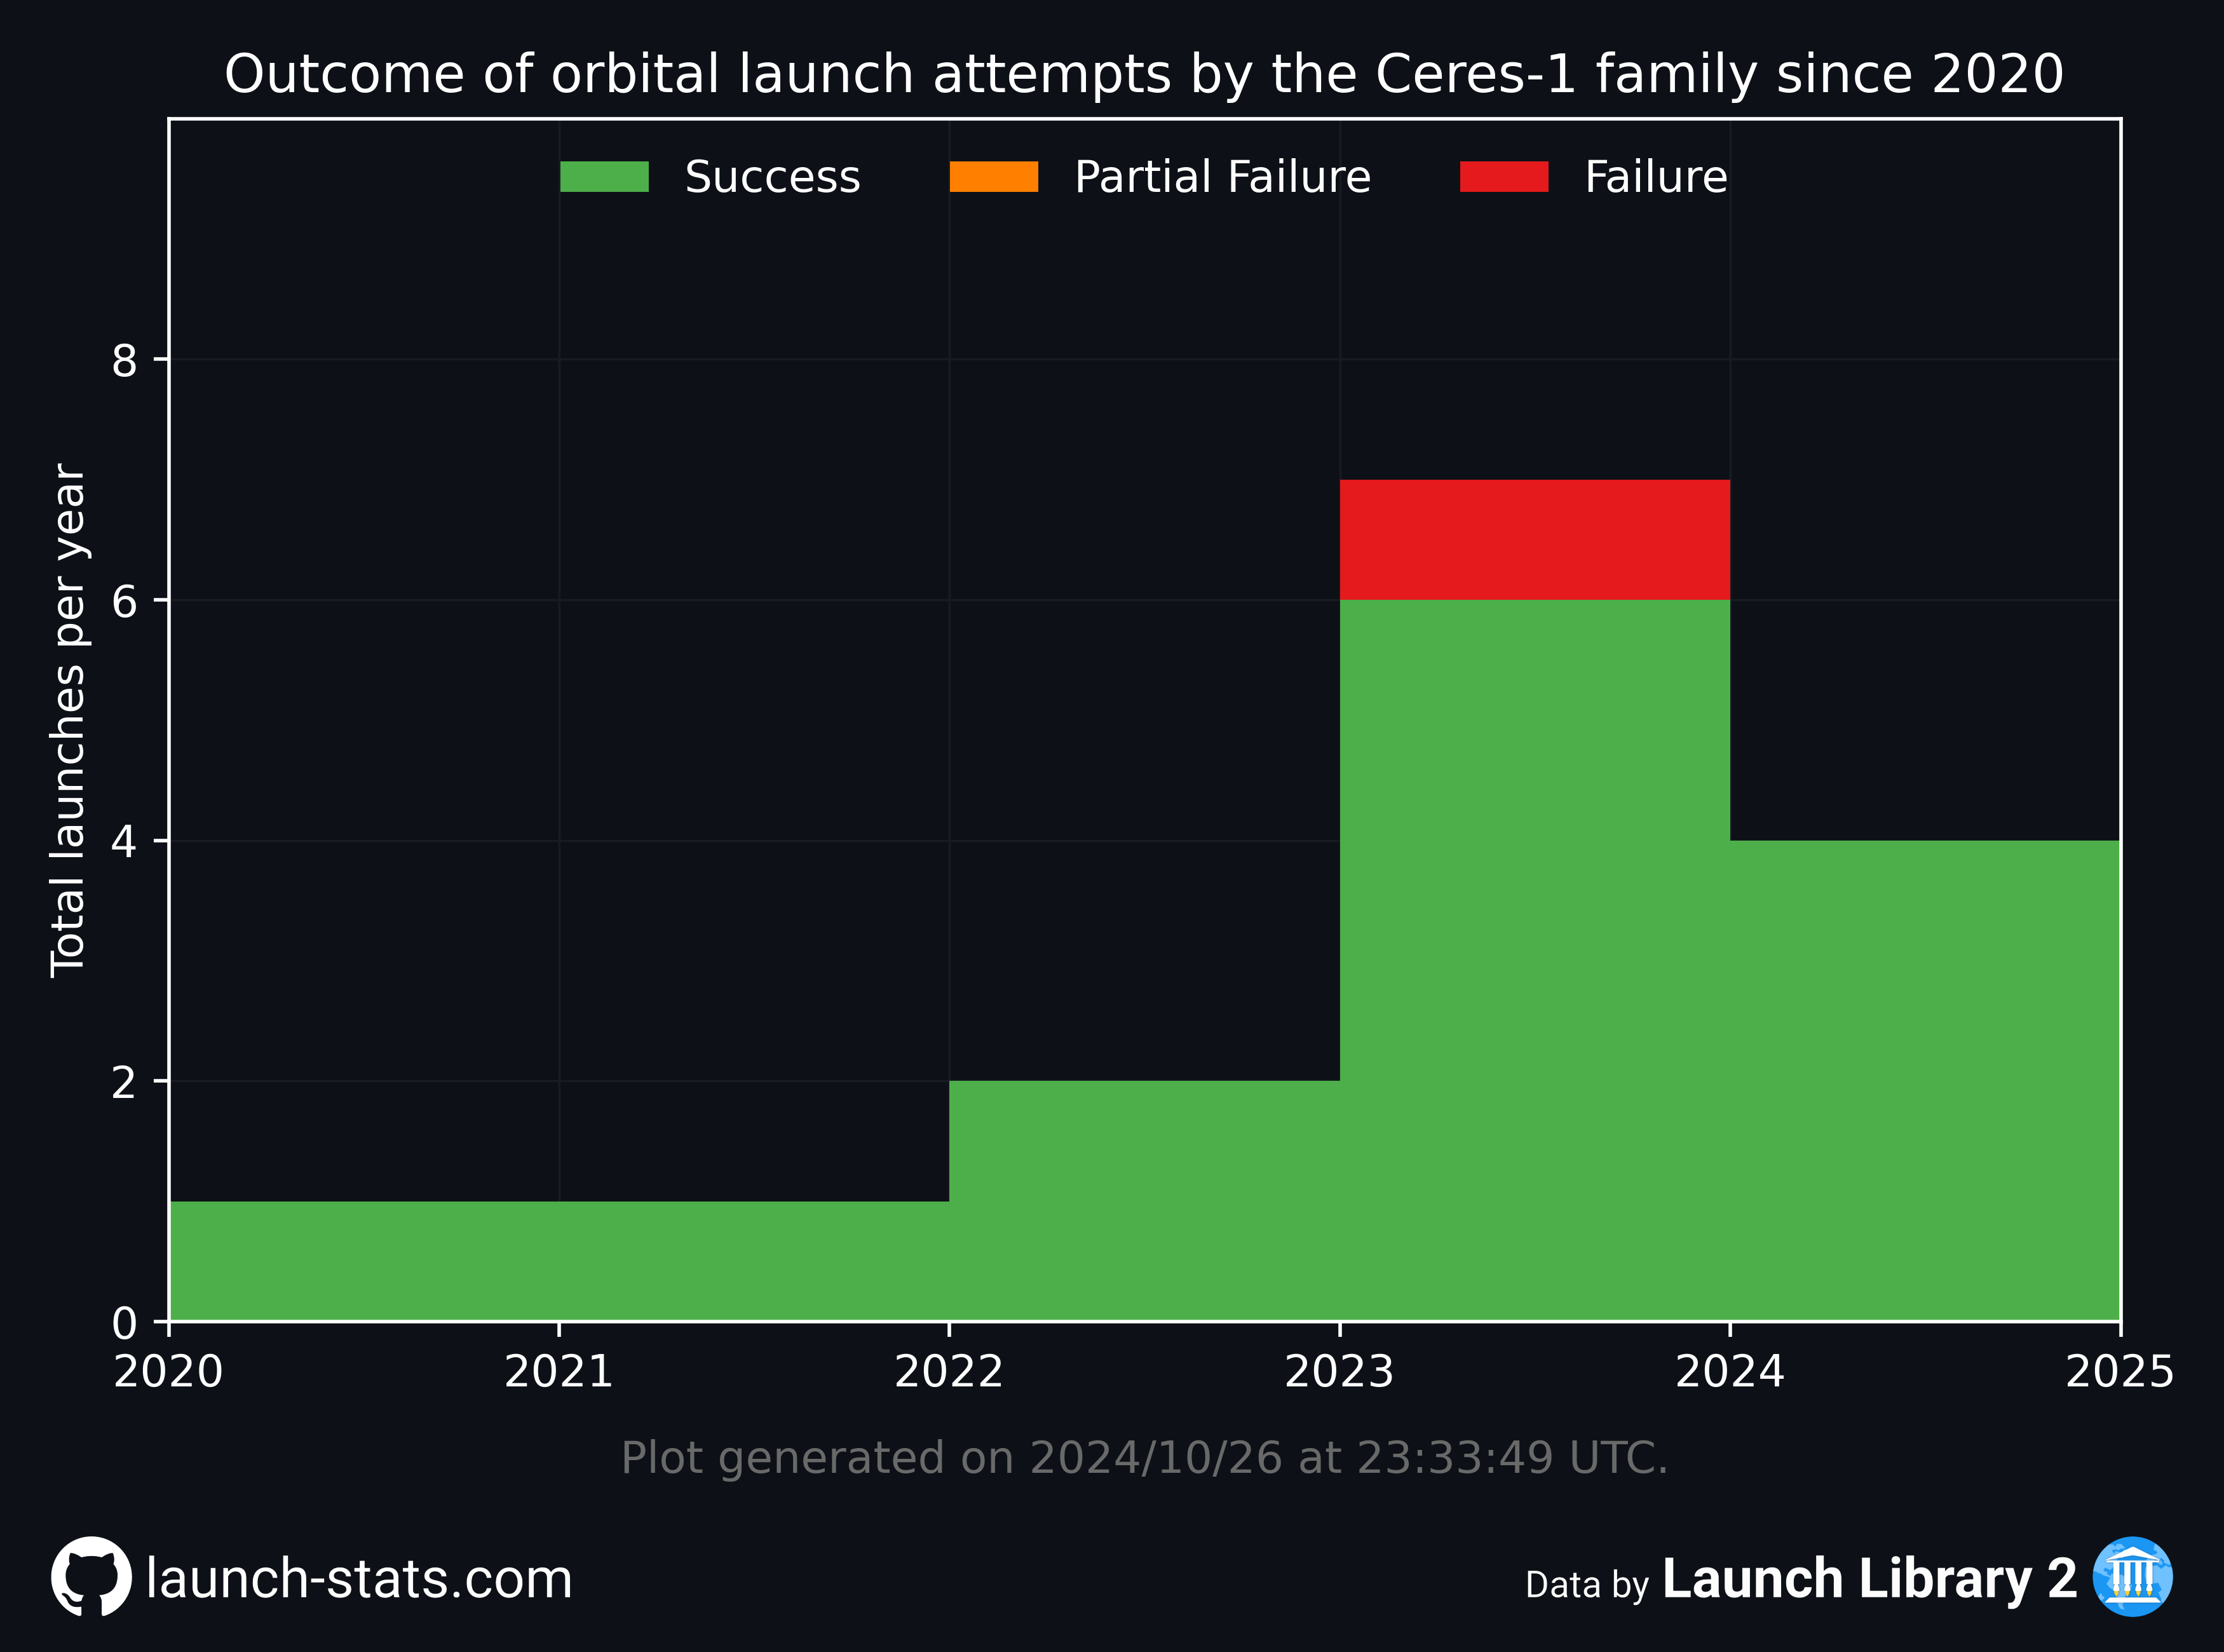 Outcome of orbital launch attempts by the Ceres-1 family since 2020
Success Partial Failure Failure
Total launches per year
8
6
4
2
0
2020 2021 2022 2023 2024 2025
Plot generated on 2024/10/26 at 23:33:49 UTC.
launch-stats.com
Data by Launch Library 2